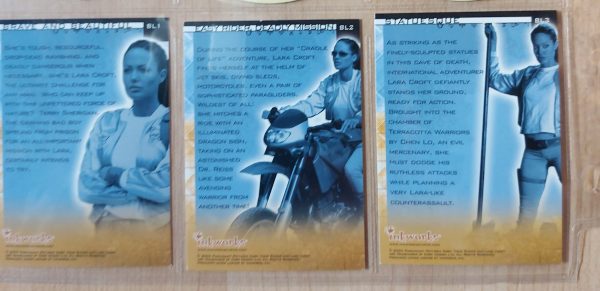 BRAVE AND BEAUTIFUL BL1
SHE'S TOUGH, RESOURCEFUL,
GORGEOUS, RAVISHING, AND
DEADLY DANGEROUS WHEN
NECESSARY. SHE'S LARA CROFT,
THE ULTIMATE CHALLENGE FOR
ANY MAN. WHO CAN KEEP UP
WITH THIS UNFETTERED FORCE OF
NATURE? TERRY SHERIDAN,
THE DASHING BAD BOY
SPRUNG FROM PRISON
FOR AN ALL-IMPORTANT
MISSION WITH LARA,
CERTAINLY INTENDS
TO TRY.
EASY RIDER, DEADLY MISSION BL2
DURING THE COURSE OF HER "CRADLE
OF LIFE" ADVENTURE, LARA CROFT
FINDS HERSELF AT THE HELM OF
JET SKIS, DIVING SLEDS,
MOTORCYCLES, EVEN A PAIR OF
SOPHISTICATED PARAGLIDERS.
WILDEST OF ALL,
SHE HITCHES A
RIDE WITH AN
ILLUMINATED
DRAGON SIGN,
TAKING ON AN
ASTONISHED
DR. REISS
LIKE SOME
AVENGING
WARRIOR FROM
ANOTHER TIME!
inkworks
STATUESQUE BL3
AS STRIKING AS THE
FINELY-SCULPTED STATUES
IN THIS CAVE OF DEATH,
INTERNATIONAL ADVENTURER
LARA CROFT DEFIANTLY
STANDS HER GROUND,
READY FOR ACTION.
BROUGHT INTO THE
CHAMBER OF
TERRACOTTA WARRIORS
BY CHEN LO, AN EVIL
MERCENARY, SHE
MUST DODGE HIS
RUTHLESS ATTACKS
WHILE PLANNING A
VERY LARA-LIKE
COUNTERASSAULT.
inkworks